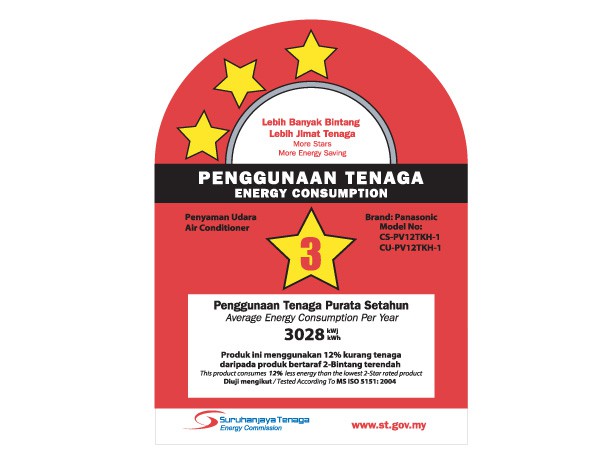 Lebih Banyak Bintang
Lebih Jimat Tenaga
More Stars
More Energy Saving
PENGGUNAAN TENAGA
ENERGY CONSUMPTION
Penyaman Udara
Air Conditioner
3
Brand: Panasonic
Model No:
CS-PV12TKH-1
CU-PV12TKH-1
Penggunaan Tenaga Purata Setahun
Average Energy Consumption Per Year
3028 kWj kWh
Produk ini menggunakan 12% kurang tenaga
daripada produk bertaraf 2-Bintang terendah
This product consumes 12% less energy than the lowest 2-Star rated product
Diuji mengikut / Tested According To MS ISO 5151: 2004
Suruhanjaya Tenaga
Energy Commission
www.st.gov.my